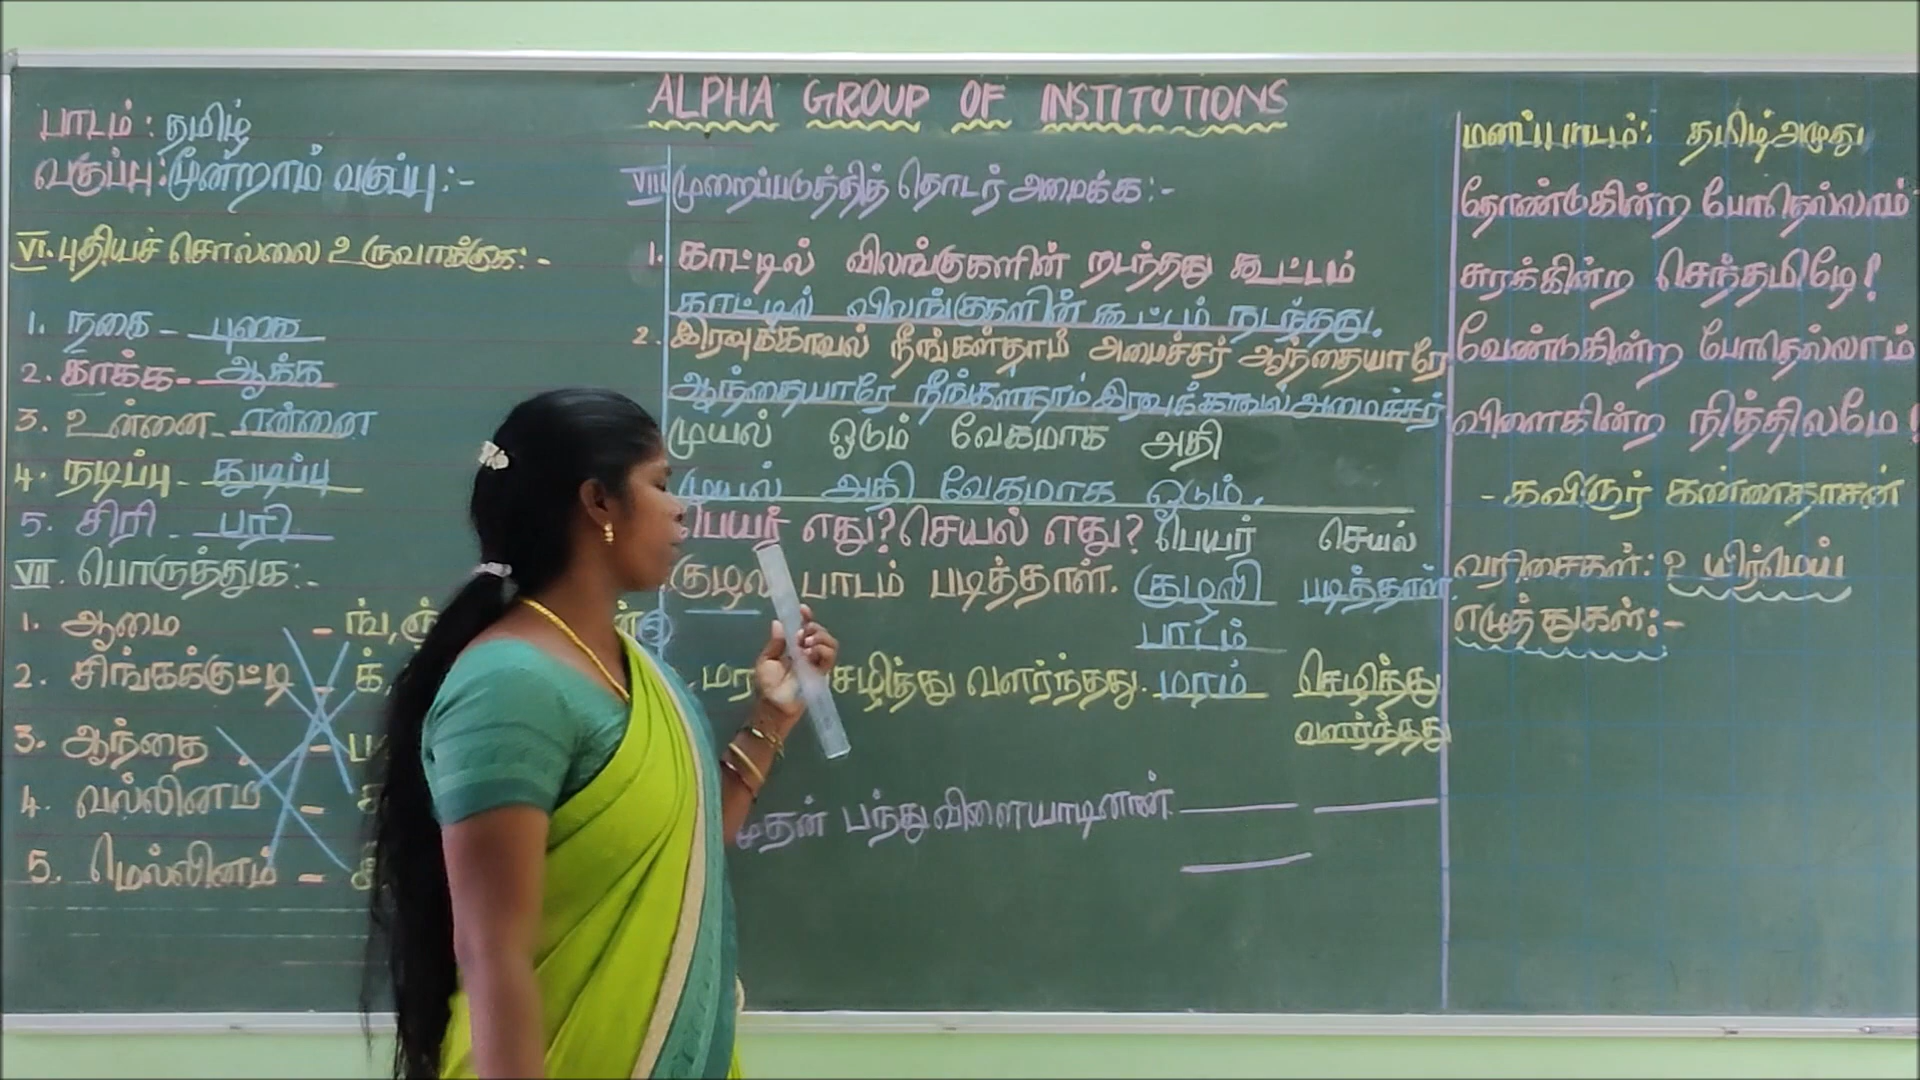 ALPHA GROUP OF INSTITUTIONS
பாடம் : தமிழ்
வகுப்பு : மூன்றாம் வகுப்பு :-
VI. புதியச் சொல்லை உருவாக்குக: -
1. நகை - புகை
2. காக்க - ஆக்க
3. உன்னை - என்னை
4. நடிப்பு - துடிப்பு
5. சிரி - பரி
VII. பொருத்துக:-
1. ஆமை - ங்,
2. சிங்கக்குட்டி - க்,
3. ஆந்தை -
4. வல்லினம் -
5. மெல்லினம் -
VIII முறைப்படுத்தித் தொடர் அமைக்க :-
1. காட்டில் விலங்குகளின் நடந்தது கூட்டம்
காட்டில் விலங்குகளின் கூட்டம் நடந்தது.
2. இரவுக்காவல் நீங்கள்தாம் அமைச்சர் ஆந்தையாரே
ஆந்தையாரே நீங்கள்தாம் இரவுக்காவல் அமைச்சர்
முயல் ஓடும் வேகமாக அதி
முயல் அதி வேகமாக ஓடும்.
பெயர் எது? செயல் எது? பெயர் செயல்
பாடம் படித்தாள். குழலி படித்தாள்.
பாடம்
செழித்து வளர்ந்தது. மரம் செழித்து
வளர்ந்தது
பந்து விளையாடினான்.
மனப்பாடம்: தமிழ்அமுது
தோண்டுகின்ற போதெல்லாம்
சுரக்கின்ற செந்தமிழே!
வேண்டுகின்ற போதெல்லாம்
விளைகின்ற நித்திலமே!
- கவிஞர் கண்ணதாசன்
வரிசைகள்: உயிர்மெய்
எழுத்துகள்:-